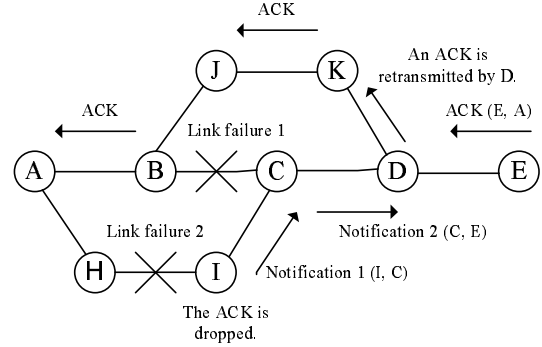 ACK
J
K
An ACK is
retransmitted by D.
ACK
Link failure 1
ACK (E, A)
A
B
C
D
E
Link failure 2
Notification 2 (C, E)
H
I
Notification 1 (I, C)
The ACK is
dropped.